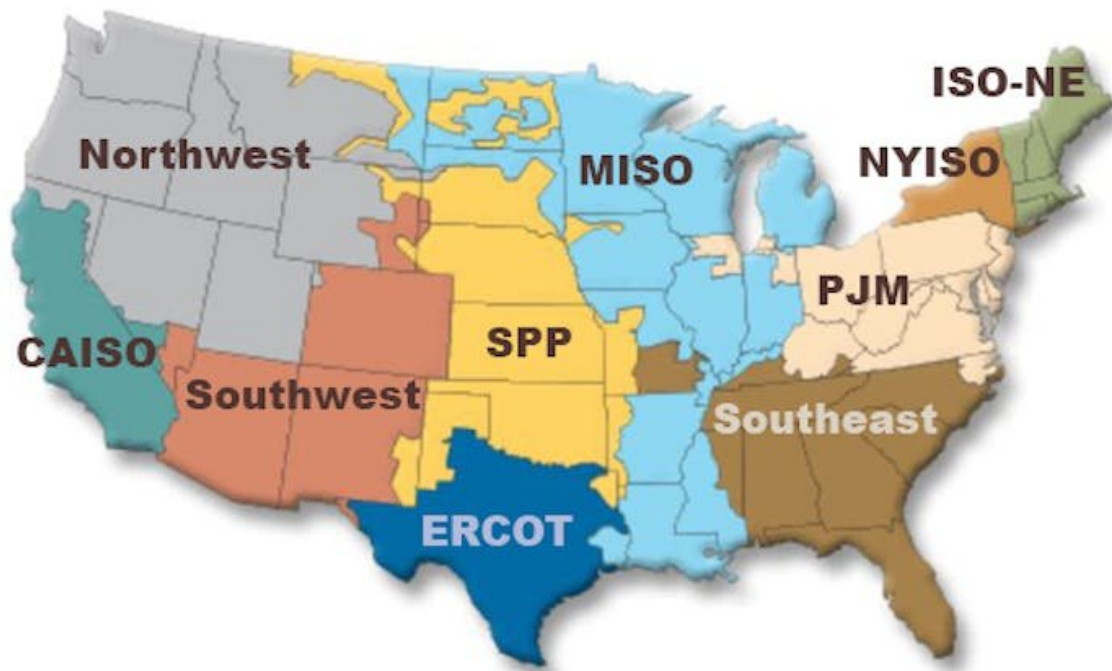 ISO-NE
Northwest
MISO
NYISO
PJM
CAISO
SPP
Southwest
Southeast
ERCOT